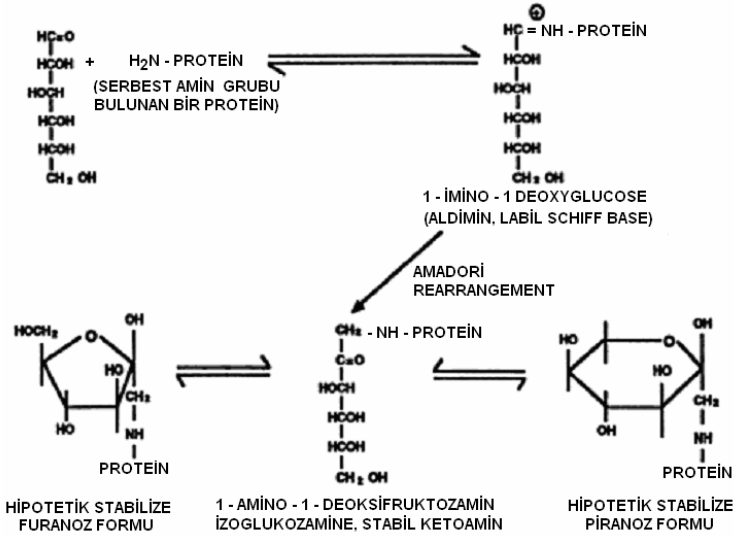 HC=O
HCOH
HOCH
HCOH
HCOH
CH₂ OH
+ H₂N - PROTEİN
(SERBEST AMİN GRUBU
BULUNAN BİR PROTEİN)
+
HC = NH - PROTEİN
HCOH
HOCH
HCOH
HCOH
CH₂ OH
1 - İMİNO - 1 DEOXYGLUCOSE
(ALDİMİN, LABİL SCHIFF BASE)
AMADORİ
REARRANGEMENT
HOCH₂
O
OH
HO
CH₂
HO
NH
PROTEİN
HİPOTETİK STABİLİZE
FURANOZ FORMU
CH₂ - NH - PROTEİN
C=O
HOCH
HCOH
HCOH
CH₂ OH
1 - AMİNO - 1 - DEOKSİFRUKTOZAMİN
İZOGLUKOZAMİNE, STABİL KETOAMİN
HO
O
OH
HO
HO
CH₂
OH
NH
PROTEİN
HİPOTETİK STABİLİZE
PİRANOZ FORMU